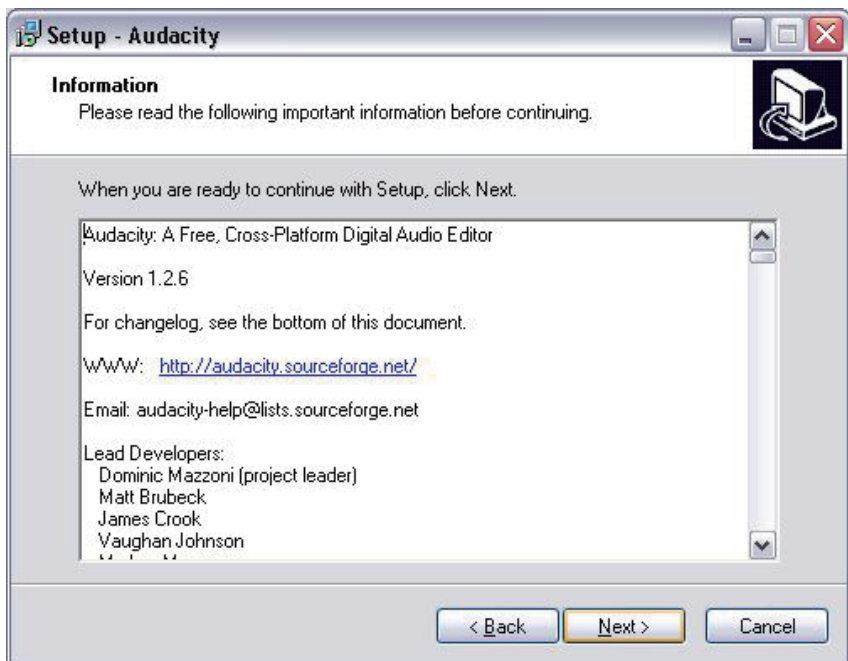 Setup - Audacity
Information
Please read the following important information before continuing.
When you are ready to continue with Setup, click Next.
Audacity: A Free, Cross-Platform Digital Audio Editor
Version 1.2.6
For changelog, see the bottom of this document.
WWW: http://audacity.sourceforge.net/
Email: audacity-help@lists.sourceforge.net
Lead Developers:
Dominic Mazzoni (project leader)
Matt Brubeck
James Crook
Vaughan Johnson
< Back
Next >
Cancel